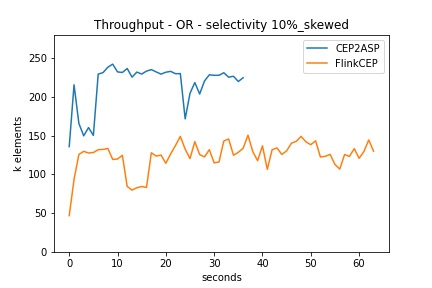 Throughput - OR - selectivity 10%_skewed
CEP2ASP
FlinkCEP
k elements
250
200
150
100
50
0
0 10 20 30 40 50 60
seconds